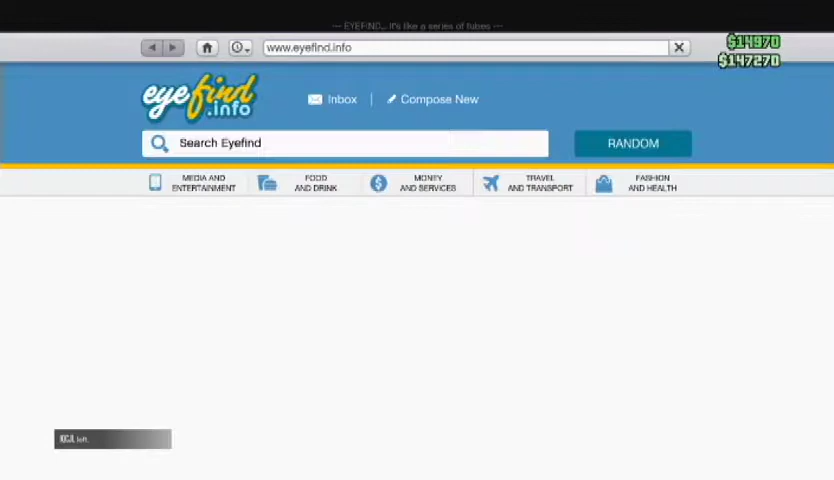 — EYEFIND... It's like a series of tubes —
www.eyefind.info
$14970
$147270
eyefind
.info
Inbox
Compose New
Search Eyefind
RANDOM
MEDIA AND
ENTERTAINMENT
FOOD
AND DRINK
MONEY
AND SERVICES
TRAVEL
AND TRANSPORT
FASHION
AND HEALTH
left.